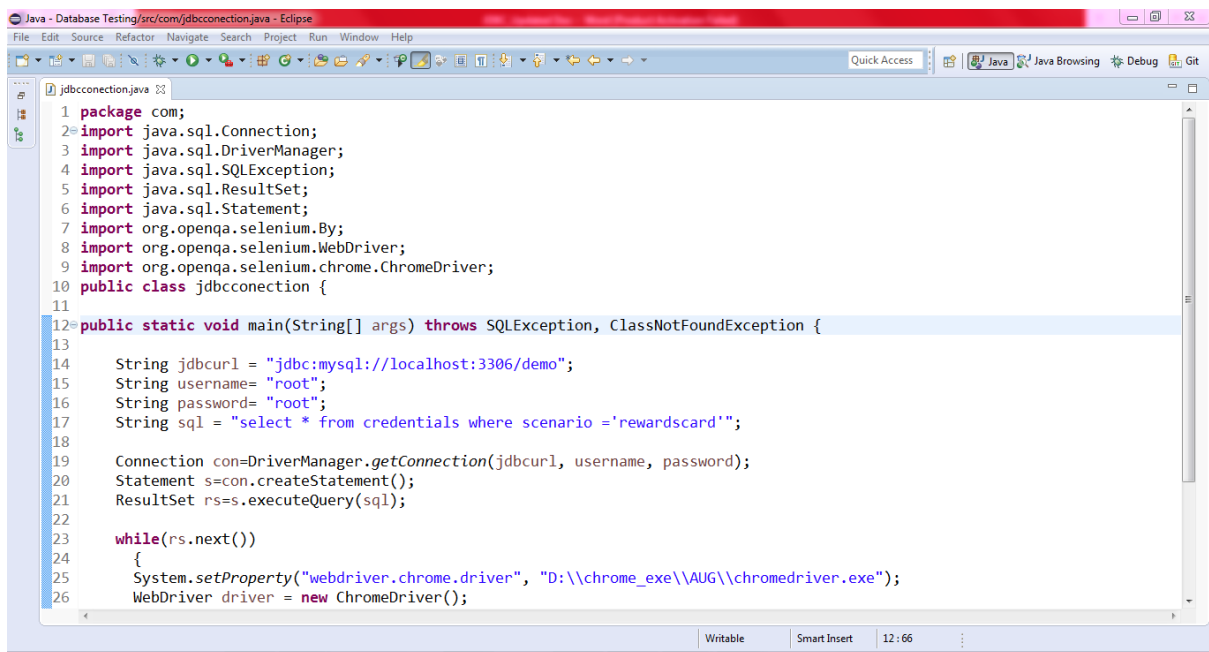 Java - Database Testing/src/com/jdbcconection.java - Eclipse
File Edit Source Refactor Navigate Search Project Run Window Help
Quick Access Java Java Browsing Debug Git
jdbcconection.java
1 package com;
2 import java.sql.Connection;
3 import java.sql.DriverManager;
4 import java.sql.SQLException;
5 import java.sql.ResultSet;
6 import java.sql.Statement;
7 import org.openqa.selenium.By;
8 import org.openqa.selenium.WebDriver;
9 import org.openqa.selenium.chrome.ChromeDriver;
10 public class jdbcconection {
11
12 public static void main(String[] args) throws SQLException, ClassNotFoundException {
13
14 String jdbcurl = "jdbc:mysql://localhost:3306/demo";
15 String username= "root";
16 String password= "root";
17 String sql = "select * from credentials where scenario ='rewardscard'";
18
19 Connection con=DriverManager.getConnection(jdbcurl, username, password);
20 Statement s=con.createStatement();
21 ResultSet rs=s.executeQuery(sql);
22
23 while(rs.next())
24 {
25 System.setProperty("webdriver.chrome.driver", "D:\\chrome_exe\\AUG\\chromedriver.exe");
26 WebDriver driver = new ChromeDriver();
Writable Smart Insert 12 : 66